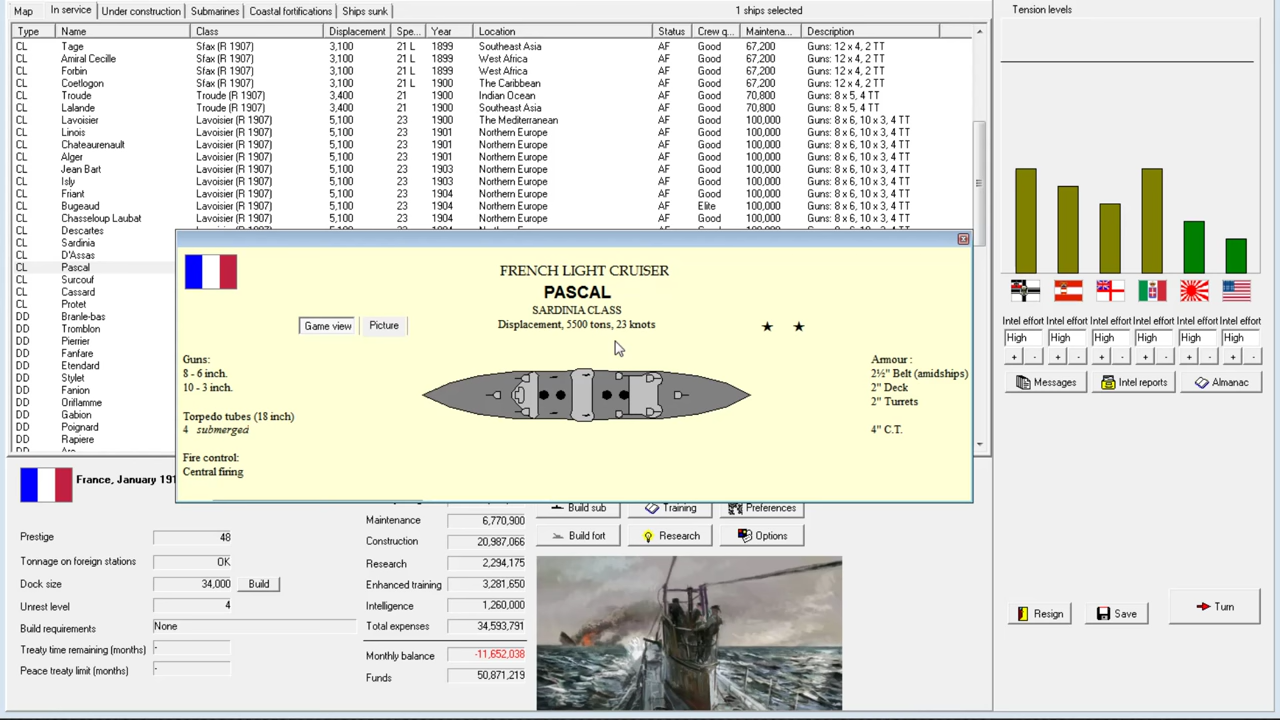 Map In service Under construction Submarines Coastal fortifications Ships sunk 1 ships selected Tension levels
Type Name Class Displacement Spe... Year Location Status Crew q... Maintena... Description
CL Tage Sfax (R 1907) 3,100 21 L 1899 Southeast Asia AF Good 67,200 Guns: 12 x 4, 2 TT
CL Amiral Cecille Sfax (R 1907) 3,100 21 L 1899 West Africa AF Good 67,200 Guns: 12 x 4, 2 TT
CL Forbin Sfax (R 1907) 3,100 21 L 1899 West Africa AF Good 67,200 Guns: 12 x 4, 2 TT
CL Coetlogon Sfax (R 1907) 3,100 21 L 1900 The Caribbean AF Good 67,200 Guns: 12 x 4, 2 TT
CL Troude Troude (R 1907) 3,400 21 1900 Indian Ocean AF Good 70,800 Guns: 8 x 5, 4 TT
CL Lalande Troude (R 1907) 3,400 21 1900 Southeast Asia AF Good 70,800 Guns: 8 x 5, 4 TT
CL Lavoisier Lavoisier (R 1907) 5,100 23 1900 The Mediterranean AF Good 100,000 Guns: 8 x 6, 10 x 3, 4 TT
CL Linois Lavoisier (R 1907) 5,100 23 1901 Northern Europe AF Good 100,000 Guns: 8 x 6, 10 x 3, 4 TT
CL Chateaurenault Lavoisier (R 1907) 5,100 23 1901 Northern Europe AF Good 100,000 Guns: 8 x 6, 10 x 3, 4 TT
CL Alger Lavoisier (R 1907) 5,100 23 1901 Northern Europe AF Good 100,000 Guns: 8 x 6, 10 x 3, 4 TT
CL Jean Bart Lavoisier (R 1907) 5,100 23 1903 Northern Europe AF Good 100,000 Guns: 8 x 6, 10 x 3, 4 TT
CL Isly Lavoisier (R 1907) 5,100 23 1903 Northern Europe AF Good 100,000 Guns: 8 x 6, 10 x 3, 4 TT
CL Friant Lavoisier (R 1907) 5,100 23 1904 Northern Europe AF Good 100,000 Guns: 8 x 6, 10 x 3, 4 TT
CL Bugeaud Lavoisier (R 1907) 5,100 23 1904 Northern Europe AF Elite 100,000 Guns: 8 x 6, 10 x 3, 4 TT
CL Chasseloup Laubat Lavoisier (R 1907) 5,100 23 1904 Northern Europe AF Good 100,000 Guns: 8 x 6, 10 x 3, 4 TT
CL Descartes
CL Sardinia
CL D'Assas
CL Pascal
CL Surcouf
CL Cassard
CL Protet
DD Branle-bas
DD Tromblon
DD Pierrier
DD Fanfare
DD Etendard
DD Stylet
DD Fanion
DD Oriflamme
DD Gabion
DD Poignard
DD Rapiere
FRENCH LIGHT CRUISER
PASCAL
SARDINIA CLASS
Displacement, 5500 tons, 23 knots
Game view Picture
Guns:
8 - 6 inch.
10 - 3 inch.
Torpedo tubes (18 inch)
4 submerged
Fire control:
Central firing
Armour :
2½" Belt (amidships)
2" Deck
2" Turrets
4" C.T.
Intel effort Intel effort Intel effort Intel effort Intel effort Intel effort
High High High High High High
+ - + - + - + - + - + -
Messages Intel reports Almanac
France, January 191
Prestige 48
Tonnage on foreign stations OK
Dock size 34,000 Build
Unrest level 4
Build requirements None
Treaty time remaining (months) -
Peace treaty limit (months) -
Maintenance 6,770,900
Construction 20,987,066
Research 2,294,175
Enhanced training 3,281,650
Intelligence 1,260,000
Total expenses 34,593,791
Monthly balance -11,652,038
Funds 50,871,219
Build sub Training Preferences
Build fort Research Options
Resign Save Turn